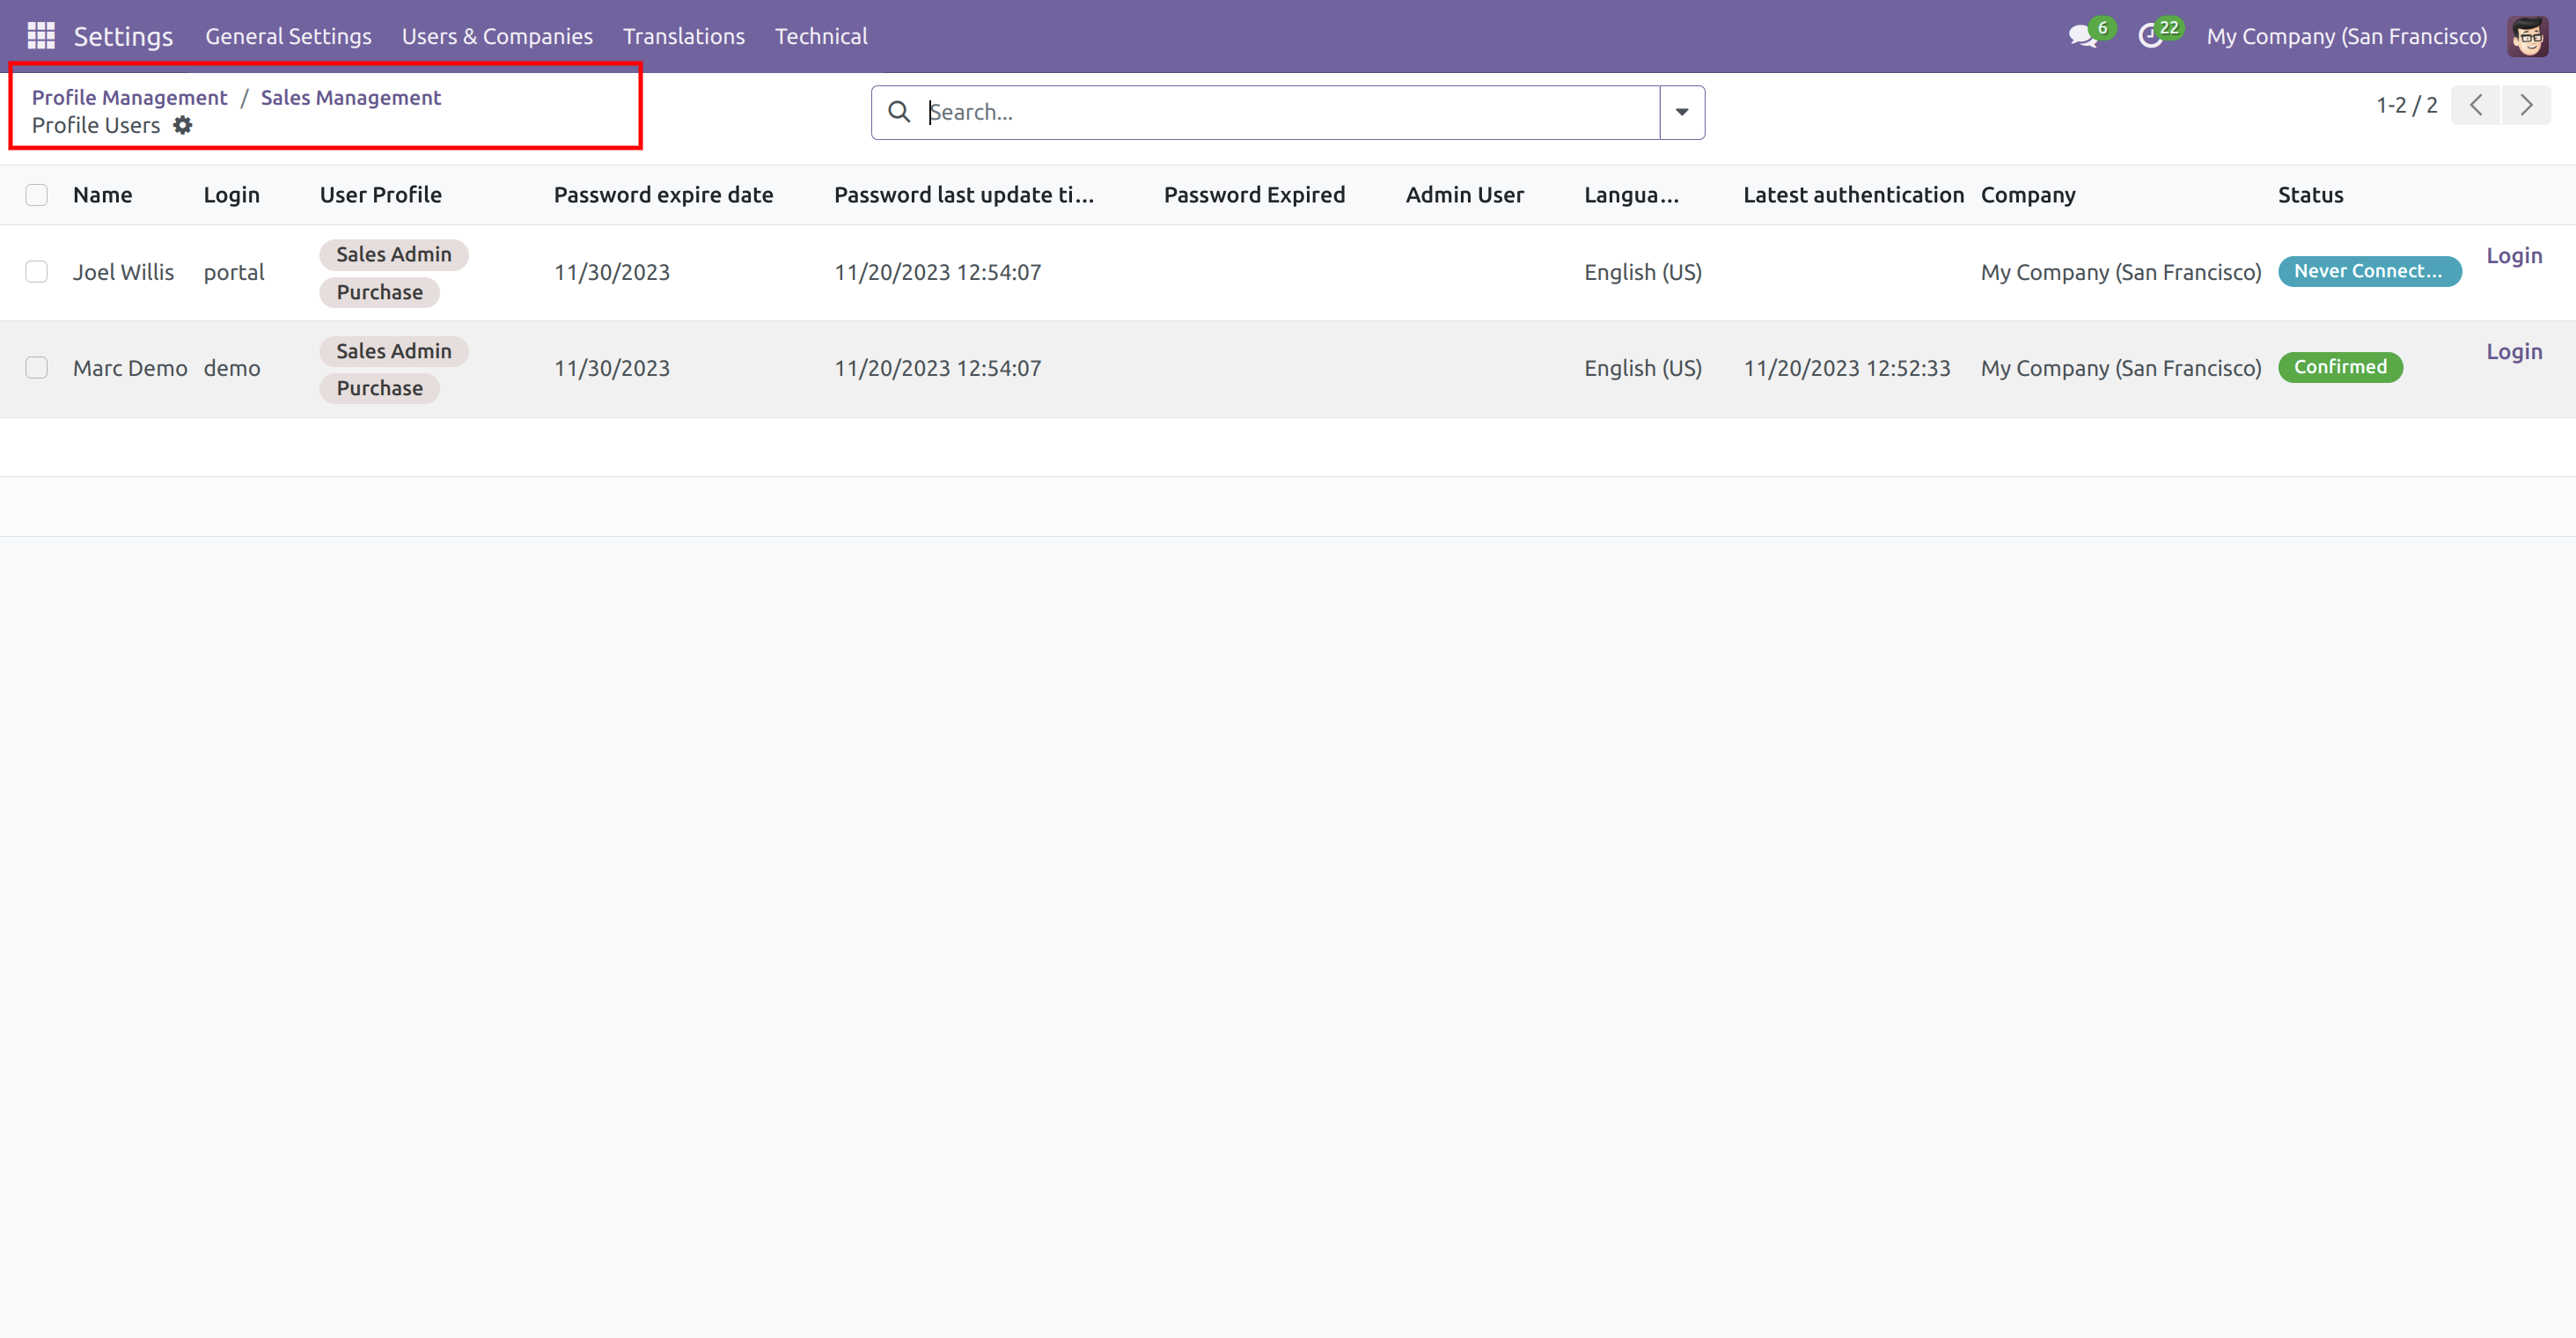 Settings General Settings Users & Companies Translations Technical 6 22 My Company (San Francisco)
Profile Management / Sales Management
Profile Users
Search...
1-2 / 2
Name Login User Profile Password expire date Password last update ti... Password Expired Admin User Langua... Latest authentication Company Status
Joel Willis portal Sales Admin Purchase 11/30/2023 11/20/2023 12:54:07 English (US) My Company (San Francisco) Never Connect... Login
Marc Demo demo Sales Admin Purchase 11/30/2023 11/20/2023 12:54:07 English (US) 11/20/2023 12:52:33 My Company (San Francisco) Confirmed Login